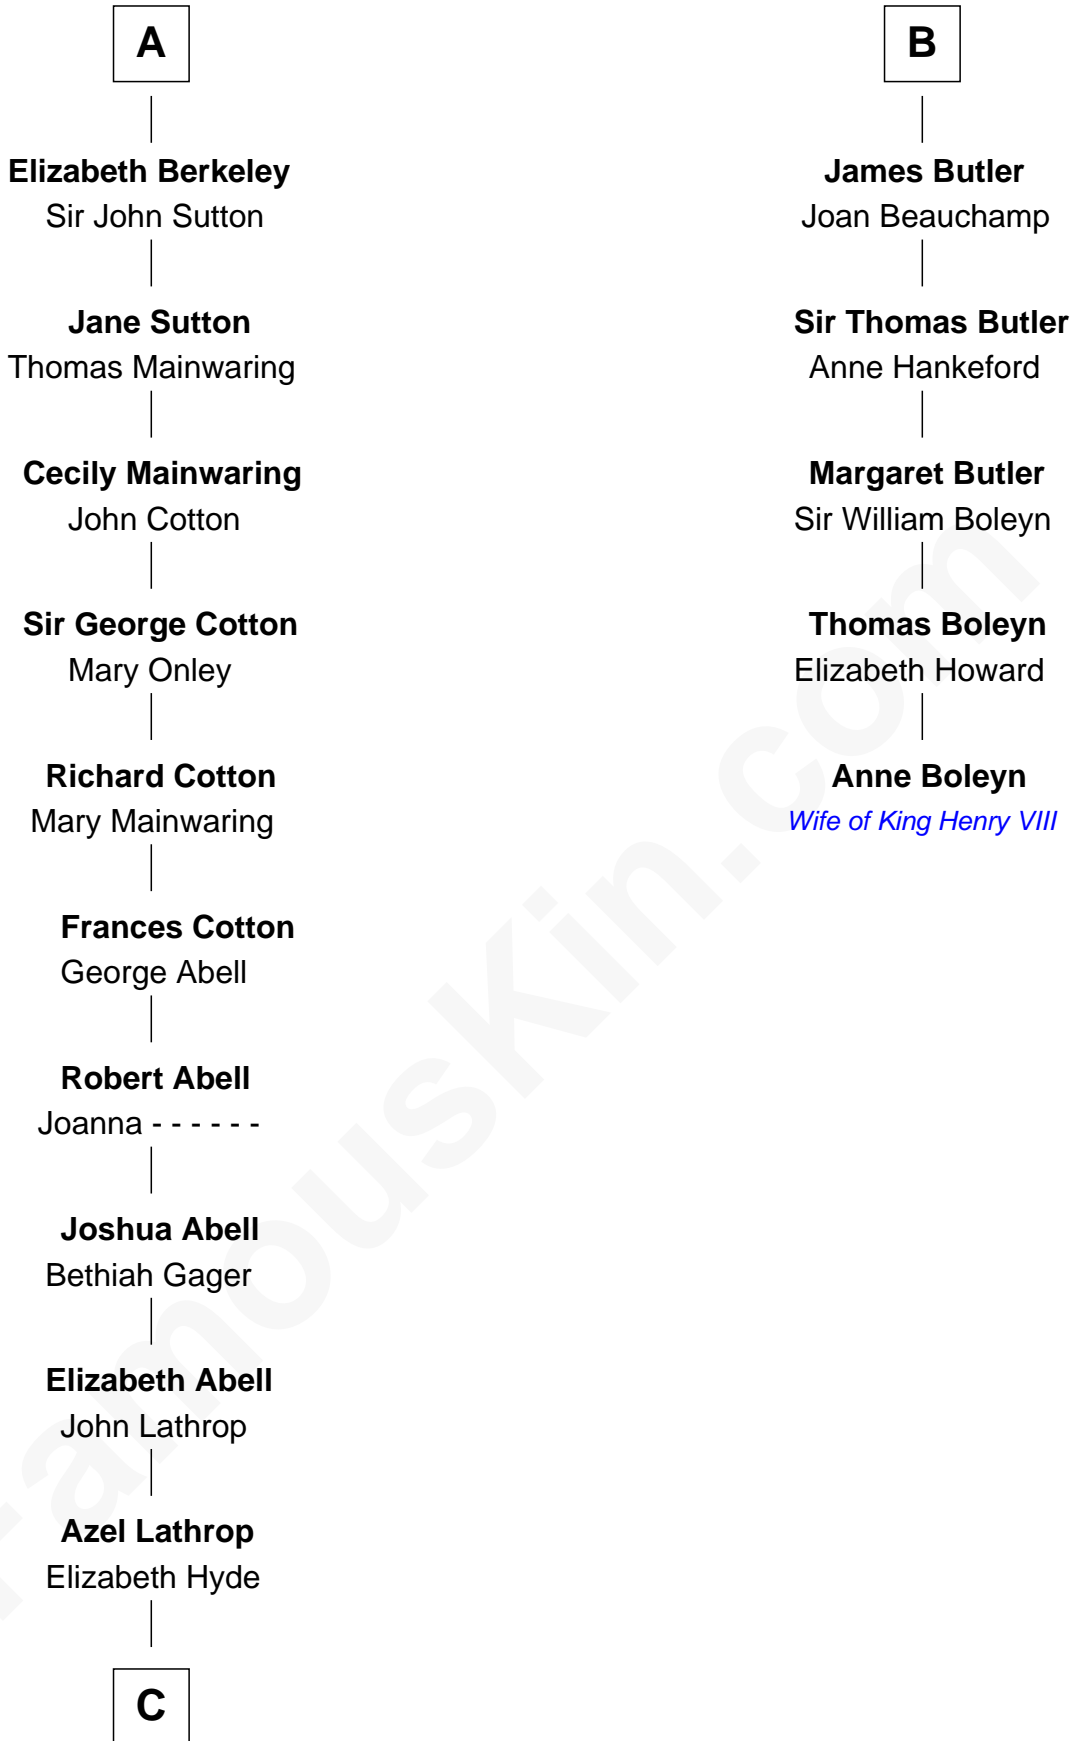 A
Elizabeth Berkeley
Sir John Sutton
Jane Sutton
Thomas Mainwaring
Cecily Mainwaring
John Cotton
Sir George Cotton
Mary Onley
Richard Cotton
Mary Mainwaring
Frances Cotton
George Abell
Robert Abell
Joanna - - - - - -
Joshua Abell
Bethiah Gager
Elizabeth Abell
John Lathrop
Azel Lathrop
Elizabeth Hyde
C
B
James Butler
Joan Beauchamp
Sir Thomas Butler
Anne Hankeford
Margaret Butler
Sir William Boleyn
Thomas Boleyn
Elizabeth Howard
Anne Boleyn
Wife of King Henry VIII
FamousKin.com